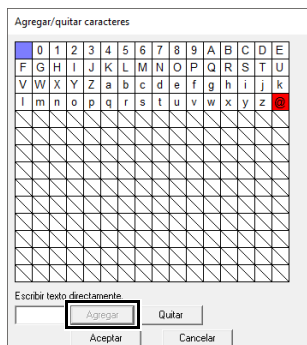 Agregar/quitar caracteres
0 1 2 3 4 5 6 7 8 9 A B C D E
F G H I J K L M N O P Q R S T U
V W X Y Z a b c d e f g h i j k
l m n o p q r s t u v w x y z @
Escribir texto directamente.
Agregar Quitar
Aceptar Cancelar